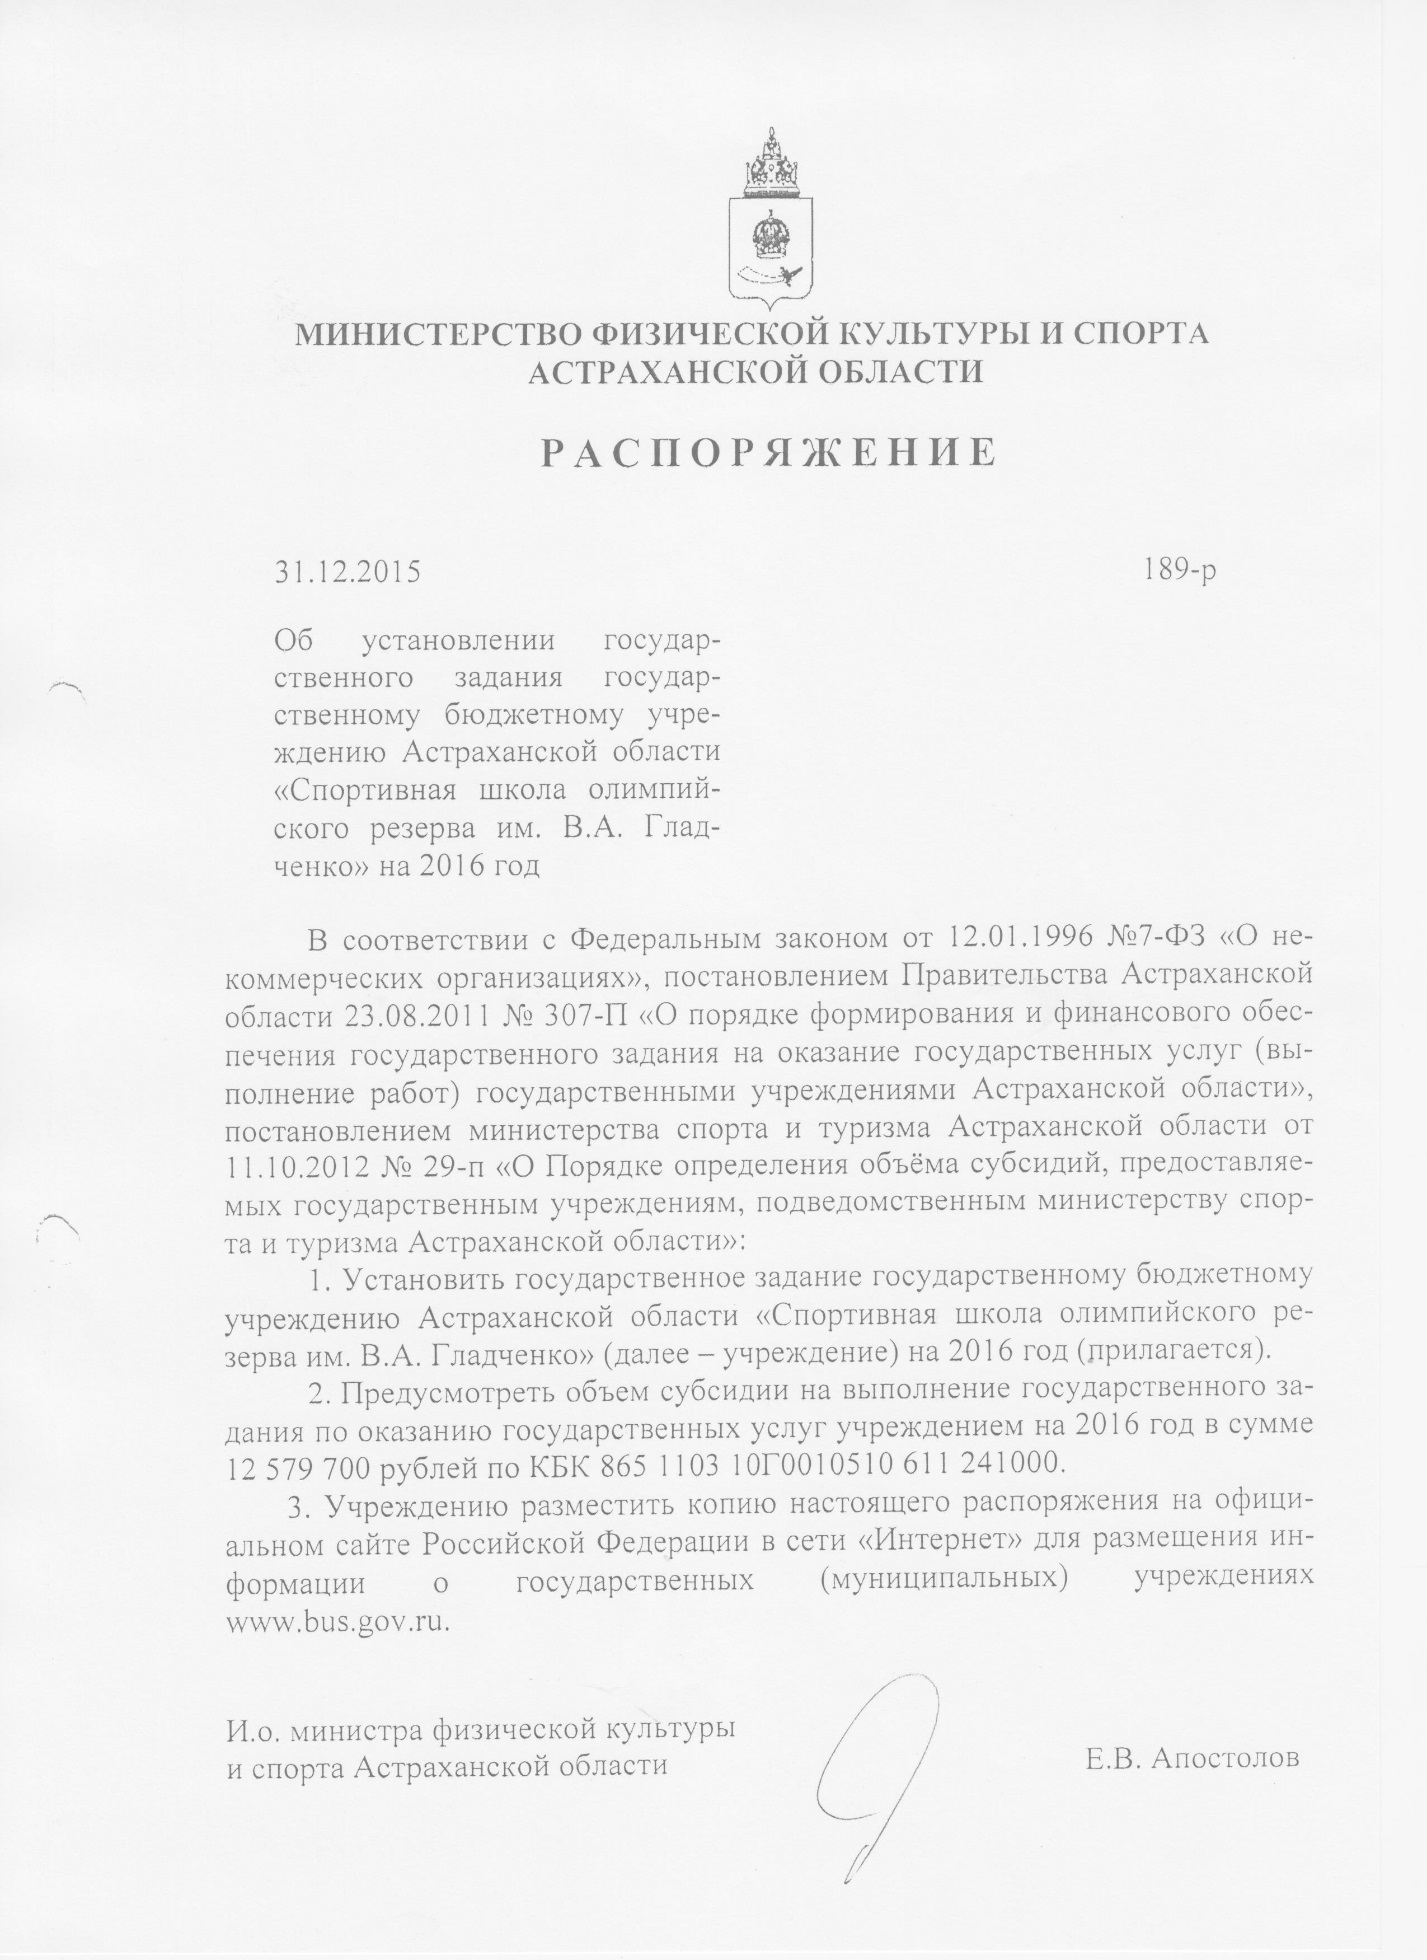 МИНИСТЕРСТВО ФИЗИЧЕСКОЙ КУЛЬТУРЫ И СПОРТА
АСТРАХАНСКОЙ ОБЛАСТИ
РАСПОРЯЖЕНИЕ
31.12.2015 189-р
Об установлении государ-
ственного задания государ-
ственному бюджетному учре-
ждению Астраханской области
«Спортивная школа олимпий-
ского резерва им. В.А. Глад-
ченко» на 2016 год
В соответствии с Федеральным законом от 12.01.1996 №7-ФЗ «О не-
коммерческих организациях», постановлением Правительства Астраханской
области 23.08.2011 № 307-П «О порядке формирования и финансового обес-
печения государственного задания на оказание государственных услуг (вы-
полнение работ) государственными учреждениями Астраханской области»,
постановлением министерства спорта и туризма Астраханской области от
11.10.2012 № 29-п «О Порядке определения объёма субсидий, предоставляе-
мых государственным учреждениям, подведомственным министерству спор-
та и туризма Астраханской области»:
1. Установить государственное задание государственному бюджетному
учреждению Астраханской области «Спортивная школа олимпийского ре-
зерва им. В.А. Гладченко» (далее – учреждение) на 2016 год (прилагается).
2. Предусмотреть объем субсидии на выполнение государственного за-
дания по оказанию государственных услуг учреждением на 2016 год в сумме
12 579 700 рублей по КБК 865 1103 10Г0010510 611 241000.
3. Учреждению разместить копию настоящего распоряжения на офици-
альном сайте Российской Федерации в сети «Интернет» для размещения ин-
формации о государственных (муниципальных) учреждениях
www.bus.gov.ru.
И.о. министра физической культуры
и спорта Астраханской области Е.В. Апостолов